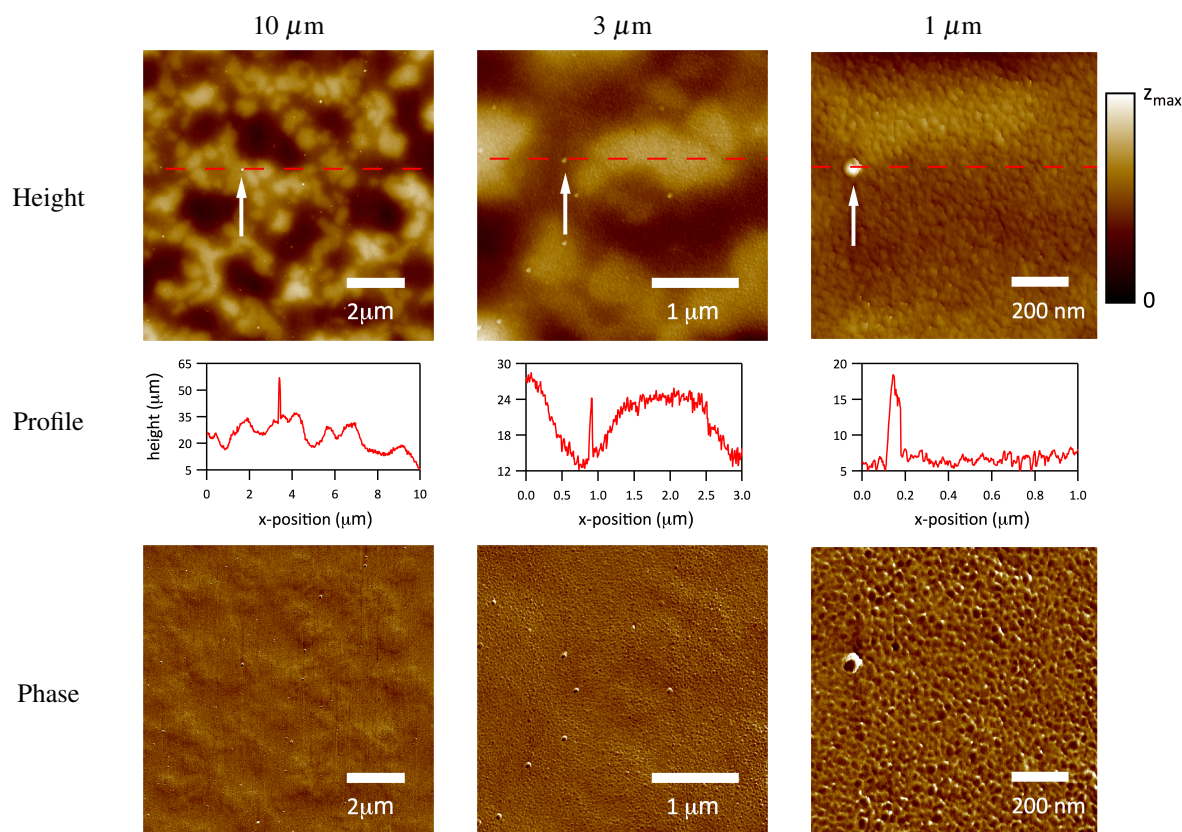 10 μm
3 μm
1 μm
Height
2μm
1 μm
200 nm
z_max
0
Profile
height (μm)
65
50
35
20
5
0 2 4 6 8 10
x-position (μm)
30
24
18
12
0.0 0.5 1.0 1.5 2.0 2.5 3.0
x-position (μm)
20
15
10
5
0.0 0.2 0.4 0.6 0.8 1.0
x-position (μm)
Phase
2μm
1 μm
200 nm